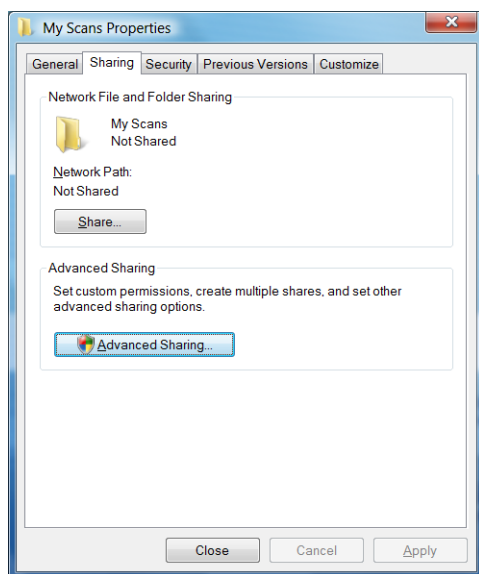 My Scans Properties
General Sharing Security Previous Versions Customize
Network File and Folder Sharing
My Scans
Not Shared
Network Path:
Not Shared
Share...
Advanced Sharing
Set custom permissions, create multiple shares, and set other
advanced sharing options.
Advanced Sharing...
Close Cancel Apply